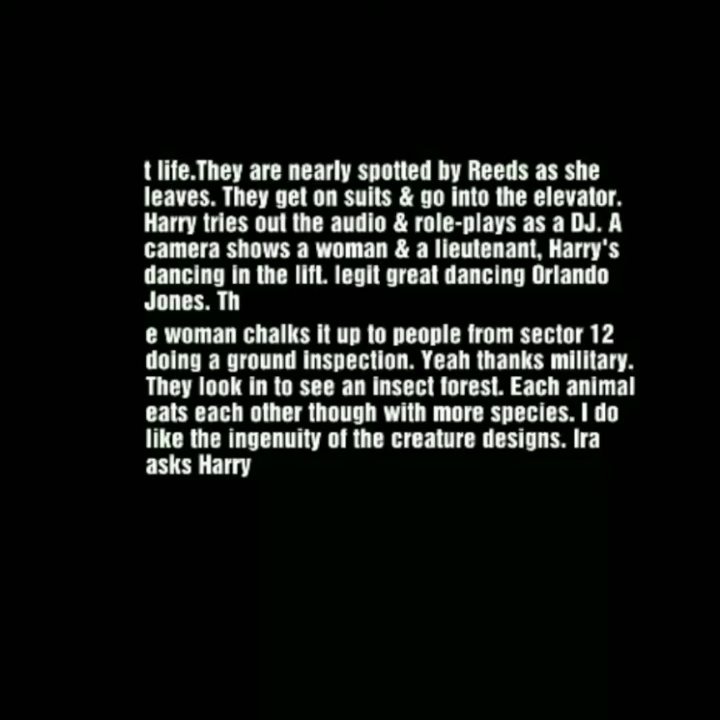 t life.They are nearly spotted by Reeds as she
leaves. They get on suits & go into the elevator.
Harry tries out the audio & role-plays as a DJ. A
camera shows a woman & a lieutenant, Harry's
dancing in the lift. legit great dancing Orlando
Jones. Th
e woman chalks it up to people from sector 12
doing a ground inspection. Yeah thanks military.
They look in to see an insect forest. Each animal
eats each other though with more species. I do
like the ingenuity of the creature designs. Ira
asks Harry